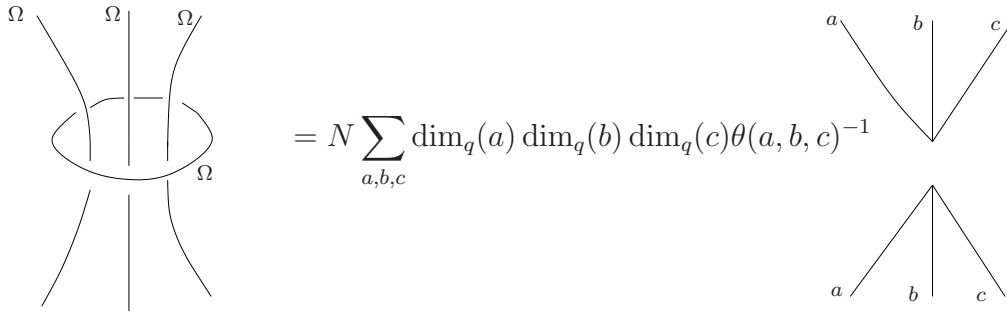 Ω Ω Ω
Ω
= N ∑_{a,b,c} dim_q(a) dim_q(b) dim_q(c)θ(a, b, c)^{-1}
a b c
a b c